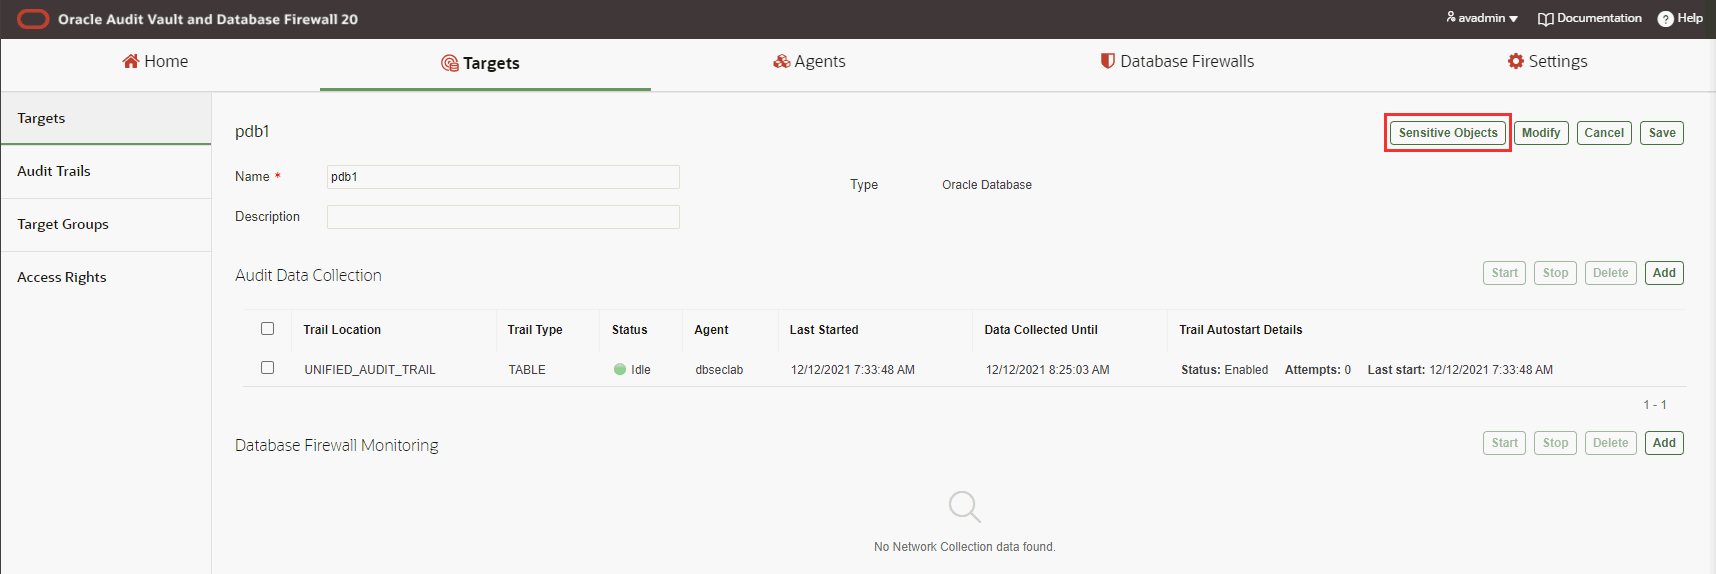 Oracle Audit Vault and Database Firewall 20
avadmin
Documentation
? Help
Home
Targets
Agents
Database Firewalls
Settings
Targets
Audit Trails
Target Groups
Access Rights
pdb1
Sensitive Objects
Modify
Cancel
Save
Name *
pdb1
Type
Oracle Database
Description
Audit Data Collection
Start
Stop
Delete
Add
Trail Location
Trail Type
Status
Agent
Last Started
Data Collected Until
Trail Autostart Details
UNIFIED_AUDIT_TRAIL
TABLE
Idle
dbseclab
12/12/2021 7:33:48 AM
12/12/2021 8:25:03 AM
Status: Enabled Attempts: 0 Last start: 12/12/2021 7:33:48 AM
1 - 1
Database Firewall Monitoring
Start
Stop
Delete
Add
No Network Collection data found.